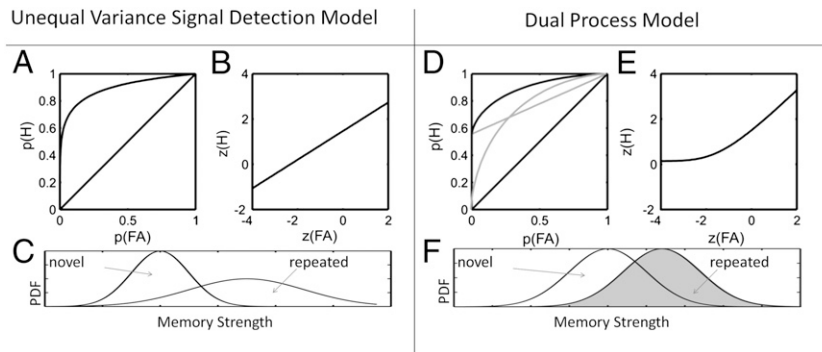 Unequal Variance Signal Detection Model
Dual Process Model
A
1
0.8
0.6
0.4
0.2
0
p(H)
0
0.5
1
p(FA)
B
4
2
0
-2
z(H)
-4
-2
0
2
z(FA)
C
novel
repeated
PDF
Memory Strength
D
1
0.8
0.6
0.4
0.2
0
p(H)
0
0.5
1
p(FA)
E
4
2
0
-2
z(H)
-4
-2
0
2
z(FA)
F
novel
repeated
PDF
Memory Strength